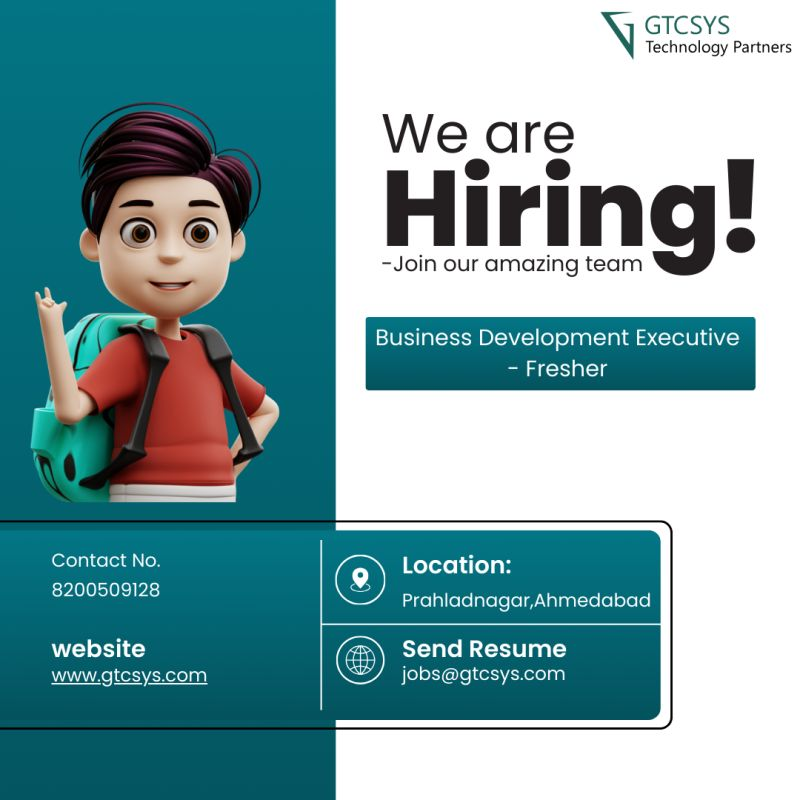 GTCSYS
Technology Partners
We are
Hiring!
-Join our amazing team
Business Development Executive
- Fresher
Contact No.
8200509128
website
www.gtcsys.com
Location:
Prahladnagar,Ahmedabad
Send Resume
jobs@gtcsys.com